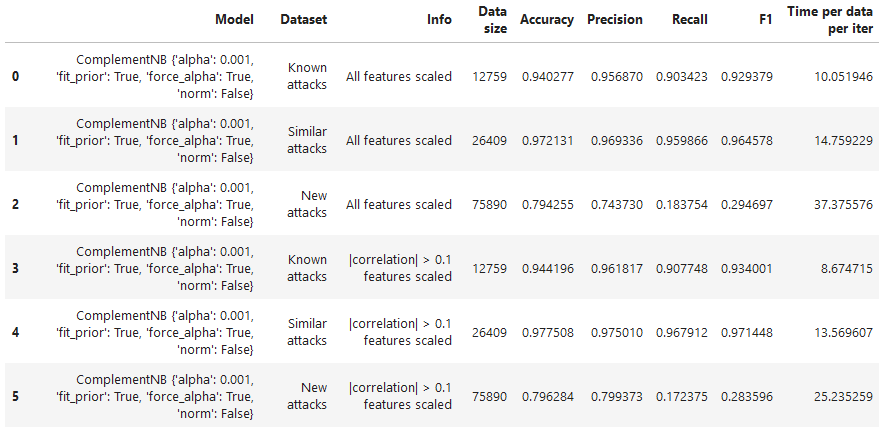 Model Dataset Info Data size Accuracy Precision Recall F1 Time per data per iter
0 ComplementNB {'alpha': 0.001, 'fit_prior': True, 'force_alpha': True, 'norm': False} Known attacks All features scaled 12759 0.940277 0.956870 0.903423 0.929379 10.051946
1 ComplementNB {'alpha': 0.001, 'fit_prior': True, 'force_alpha': True, 'norm': False} Similar attacks All features scaled 26409 0.972131 0.969336 0.959866 0.964578 14.759229
2 ComplementNB {'alpha': 0.001, 'fit_prior': True, 'force_alpha': True, 'norm': False} New attacks All features scaled 75890 0.794255 0.743730 0.183754 0.294697 37.375576
3 ComplementNB {'alpha': 0.001, 'fit_prior': True, 'force_alpha': True, 'norm': False} Known attacks |correlation| > 0.1 features scaled 12759 0.944196 0.961817 0.907748 0.934001 8.674715
4 ComplementNB {'alpha': 0.001, 'fit_prior': True, 'force_alpha': True, 'norm': False} Similar attacks |correlation| > 0.1 features scaled 26409 0.977508 0.975010 0.967912 0.971448 13.569607
5 ComplementNB {'alpha': 0.001, 'fit_prior': True, 'force_alpha': True, 'norm': False} New attacks |correlation| > 0.1 features scaled 75890 0.796284 0.799373 0.172375 0.283596 25.235259